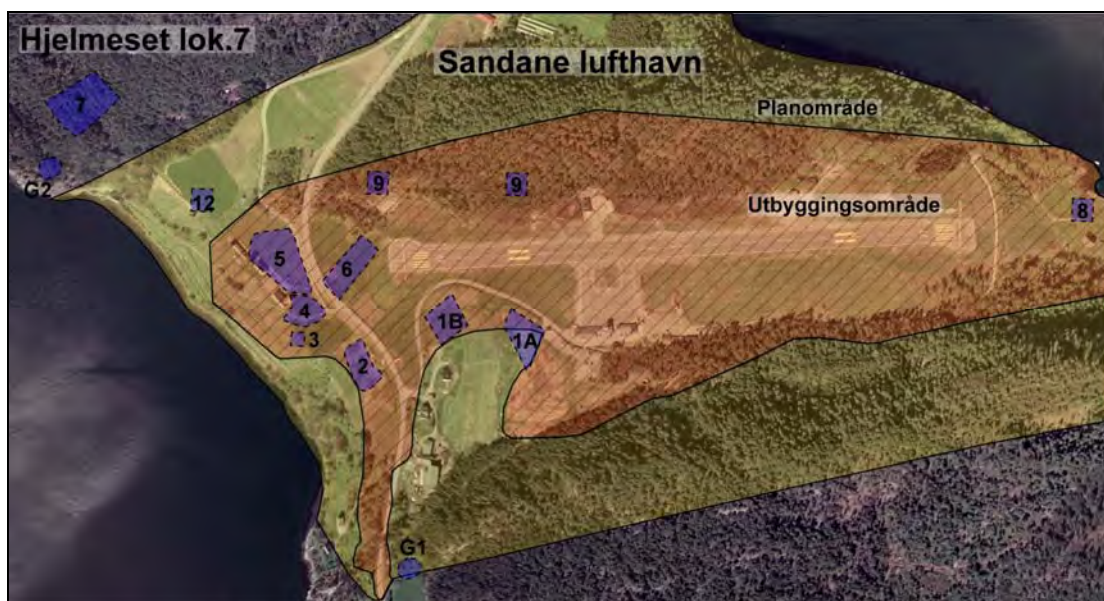 Hjelmeset lok.7
Sandane lufthavn
7
Planområde
G2
12
9
9
Utbyggingsområde
8
5
6
4
1B
3
1A
2
G1